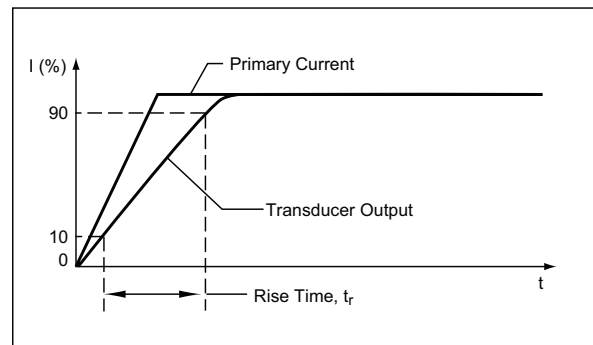 I (%)
Primary Current
90
Transducer Output
10
0
t
Rise Time, tr